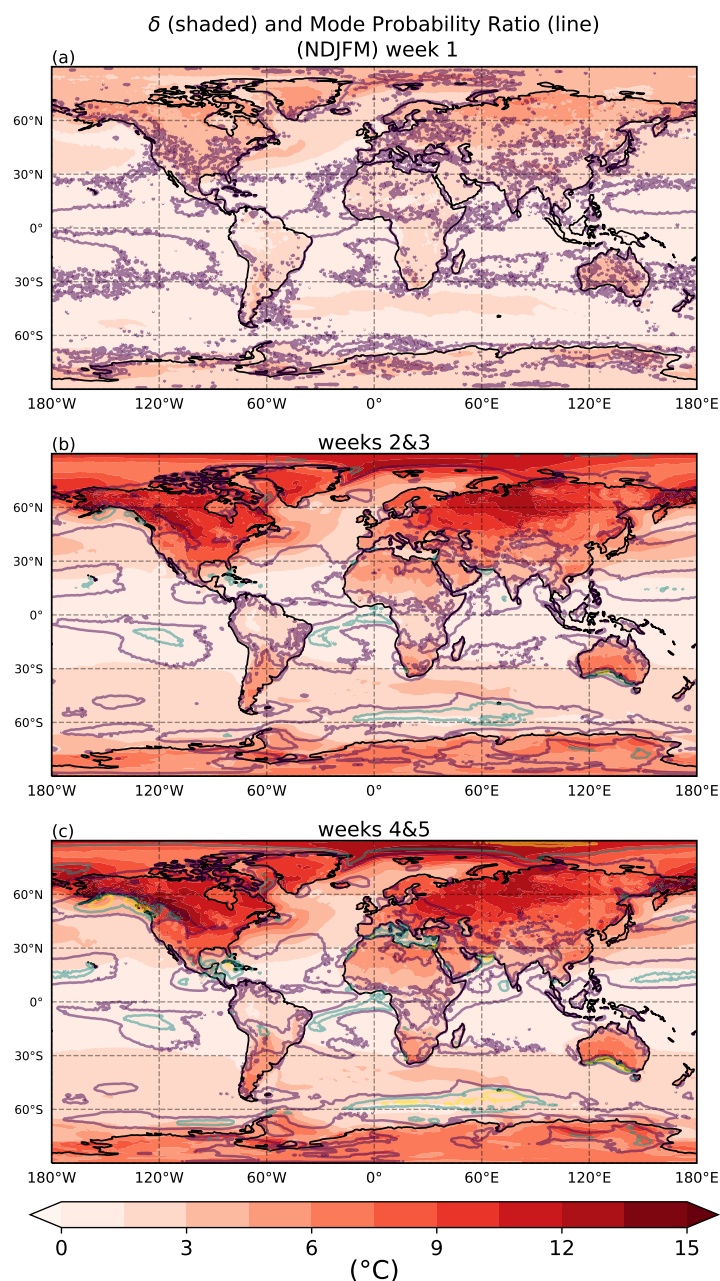 δ (shaded) and Mode Probability Ratio (line)
(NDJFM) week 1
(a)
60°N
30°N
0°
30°S
60°S
180°W 120°W 60°W 0° 60°E 120°E 180°E
(b) weeks 2&3
60°N
30°N
0°
30°S
60°S
180°W 120°W 60°W 0° 60°E 120°E 180°E
(c) weeks 4&5
60°N
30°N
0°
30°S
60°S
180°W 120°W 60°W 0° 60°E 120°E 180°E
0 3 6 9 12 15
(°C)